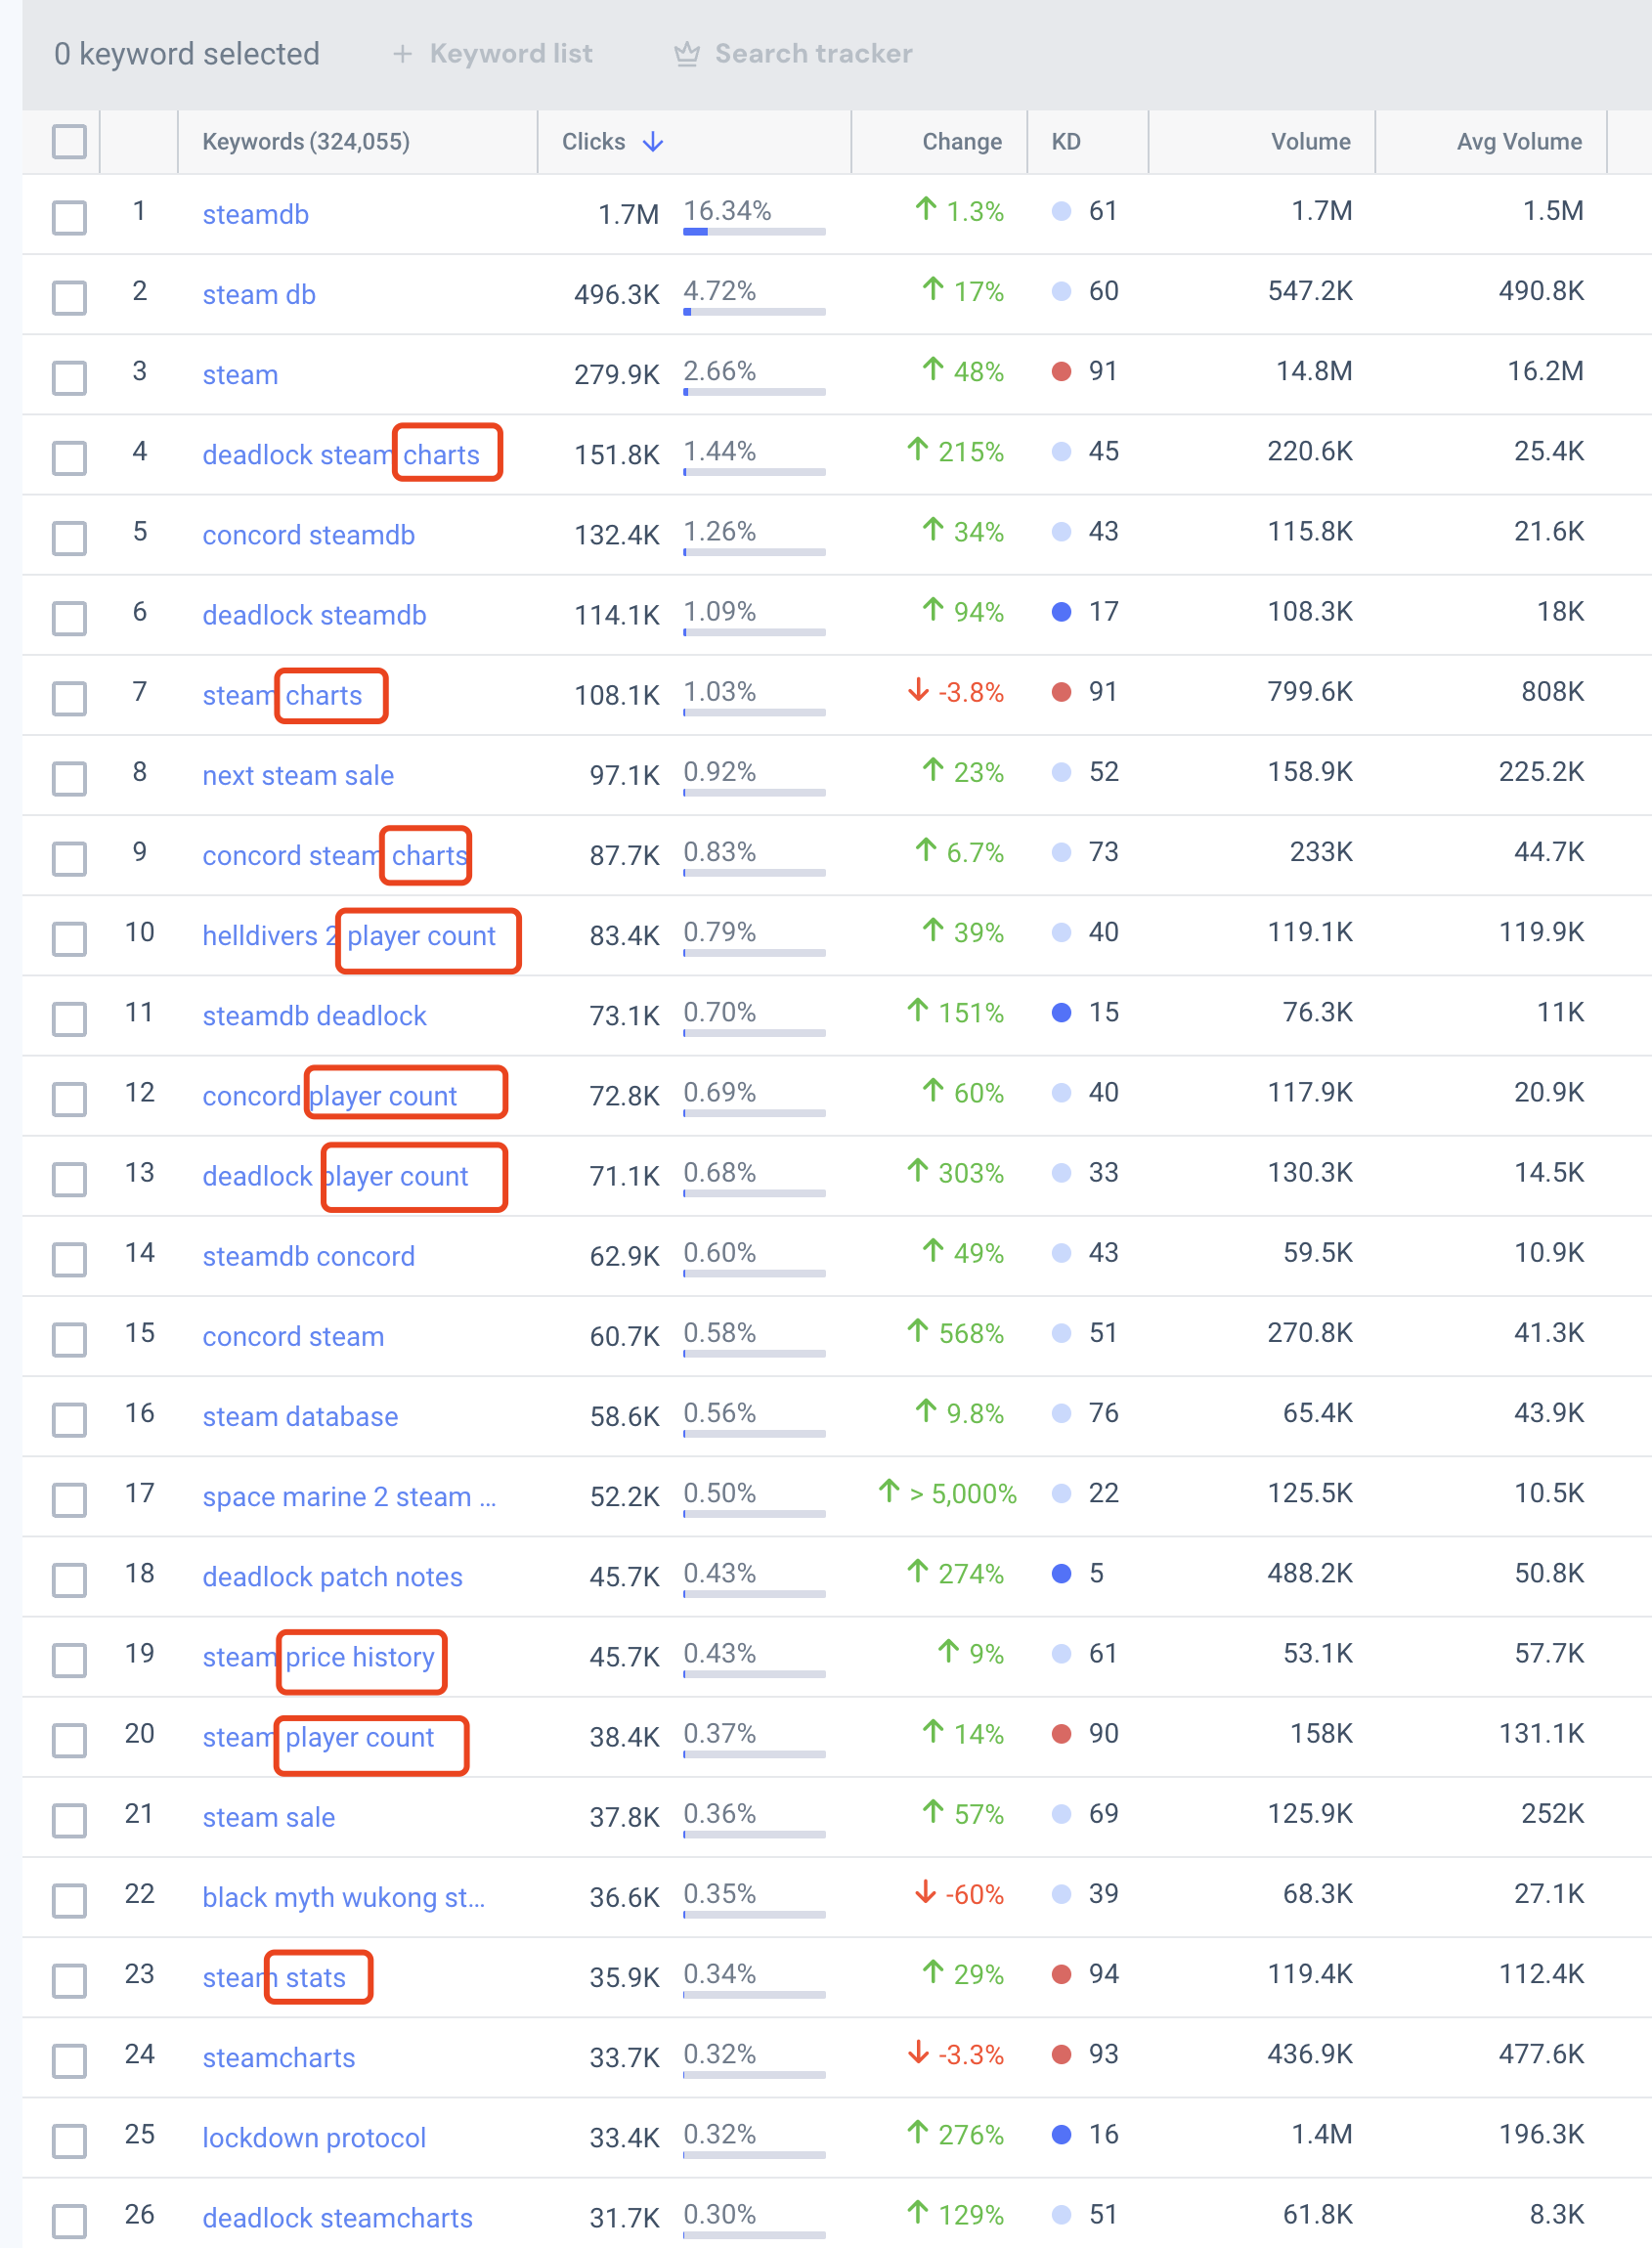 0 keyword selected + Keyword list Search tracker
Keywords (324,055) Clicks Change KD Volume Avg Volume
1 steamdb 1.7M 16.34% 1.3% 61 1.7M 1.5M
2 steam db 496.3K 4.72% 17% 60 547.2K 490.8K
3 steam 279.9K 2.66% 48% 91 14.8M 16.2M
4 deadlock steam charts 151.8K 1.44% 215% 45 220.6K 25.4K
5 concord steamdb 132.4K 1.26% 34% 43 115.8K 21.6K
6 deadlock steamdb 114.1K 1.09% 94% 17 108.3K 18K
7 steam charts 108.1K 1.03% -3.8% 91 799.6K 808K
8 next steam sale 97.1K 0.92% 23% 52 158.9K 225.2K
9 concord steam charts 87.7K 0.83% 6.7% 73 233K 44.7K
10 helldivers 2 player count 83.4K 0.79% 39% 40 119.1K 119.9K
11 steamdb deadlock 73.1K 0.70% 151% 15 76.3K 11K
12 concord player count 72.8K 0.69% 60% 40 117.9K 20.9K
13 deadlock player count 71.1K 0.68% 303% 33 130.3K 14.5K
14 steamdb concord 62.9K 0.60% 49% 43 59.5K 10.9K
15 concord steam 60.7K 0.58% 568% 51 270.8K 41.3K
16 steam database 58.6K 0.56% 9.8% 76 65.4K 43.9K
17 space marine 2 steam ... 52.2K 0.50% > 5,000% 22 125.5K 10.5K
18 deadlock patch notes 45.7K 0.43% 274% 5 488.2K 50.8K
19 steam price history 45.7K 0.43% 9% 61 53.1K 57.7K
20 steam player count 38.4K 0.37% 14% 90 158K 131.1K
21 steam sale 37.8K 0.36% 57% 69 125.9K 252K
22 black myth wukong st... 36.6K 0.35% -60% 39 68.3K 27.1K
23 steam stats 35.9K 0.34% 29% 94 119.4K 112.4K
24 steamcharts 33.7K 0.32% -3.3% 93 436.9K 477.6K
25 lockdown protocol 33.4K 0.32% 276% 16 1.4M 196.3K
26 deadlock steamcharts 31.7K 0.30% 129% 51 61.8K 8.3K